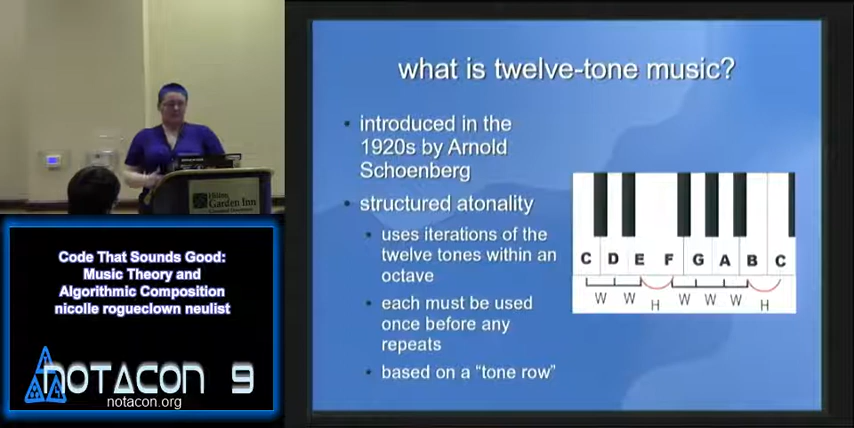 what is twelve-tone music?
• introduced in the
1920s by Arnold
Schoenberg
• structured atonality
• uses iterations of the
twelve tones within an
octave
• each must be used
once before any
repeats
• based on a "tone row"
C D E F G A B C
W W H W W W H
Hilton
Garden Inn
Code That Sounds Good:
Music Theory and
Algorithmic Composition
nicolle rogueclown neulist
NOTACON 9
notacon.org